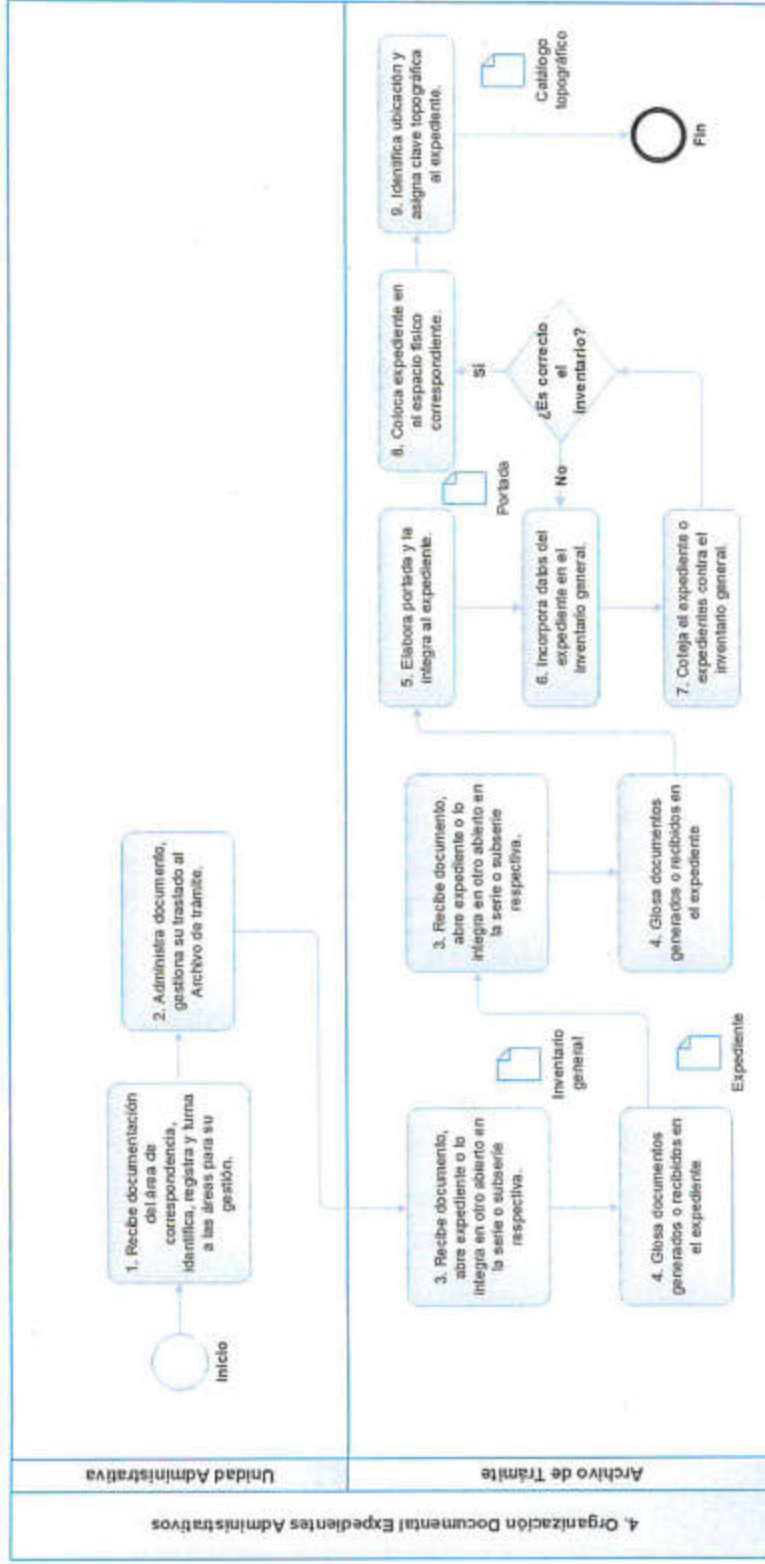 4. Organización Documental Expedientes Administrativos
Unidad Administrativa
Inicio
1. Recibe documentación
del área de
correspondencia,
identifica, registra y turna
a las áreas para su
gestión.
2. Administra documento,
gestiona su traslado al
Archivo de trámite.
Archivo de Trámite
3. Recibe documento,
abre expediente o lo
integra en otro abierto en
la serie o subserie
respectiva.
Inventario
general
4. Glosa documentos
generados o recibidos en
el expediente
Expediente
3. Recibe documento,
abre expediente o lo
integra en otro abierto en
la serie o subserie
respectiva.
4. Glosa documentos
generados o recibidos en
el expediente
5. Elabora portada y la
integra al expediente.
Portada
6. Incorpora datos del
expediente en el
inventario general.
7. Coteja el expediente o
expedientes contra el
inventario general.
¿Es correcto
el
inventario?
No
Si
8. Coloca expediente en
el espacio físico
correspondiente.
9. Identifica ubicación y
asigna clave topográfica
al expediente.
Catálogo
topográfico
Fin